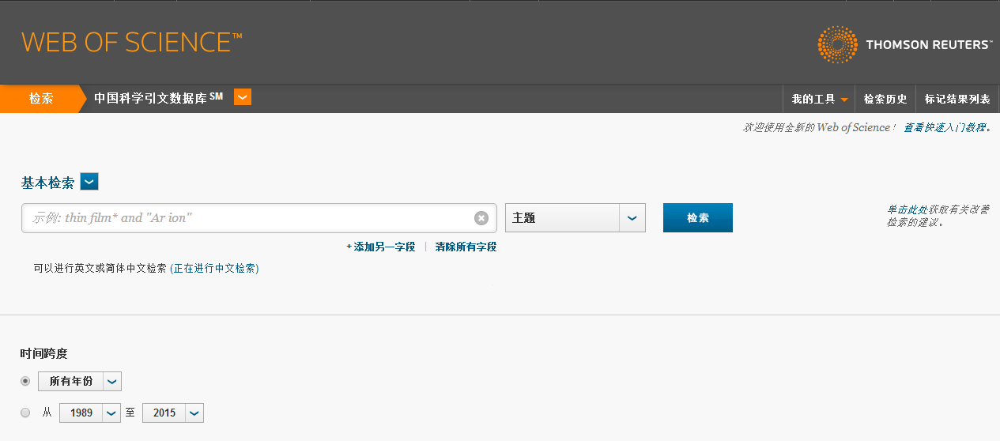 WEB OF SCIENCE™
THOMSON REUTERS™
检索
中国科学引文数据库 SM
我的工具
检索历史
标记结果列表
欢迎使用全新的 Web of Science！ 查看快速入门教程。
基本检索
示例: thin film* and "Ar ion"
主题
检索
单击此处获取有关改善
检索的建议。
+ 添加另一字段 | 清除所有字段
可以进行英文或简体中文检索 (正在进行中文检索)
时间跨度
所有年份
从 1989 至 2015